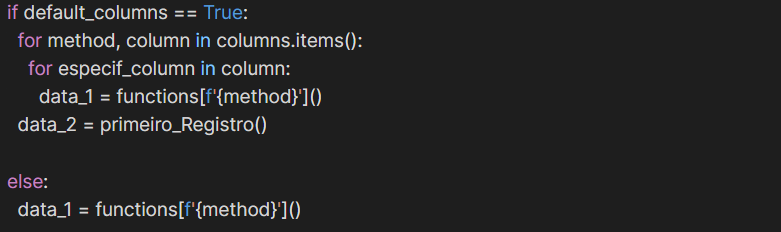 if default_columns == True:
for method, column in columns.items():
for especif_column in column:
data_1 = functions[f'{method}']()
data_2 = primeiro_Registro()
else:
data_1 = functions[f'{method}']()